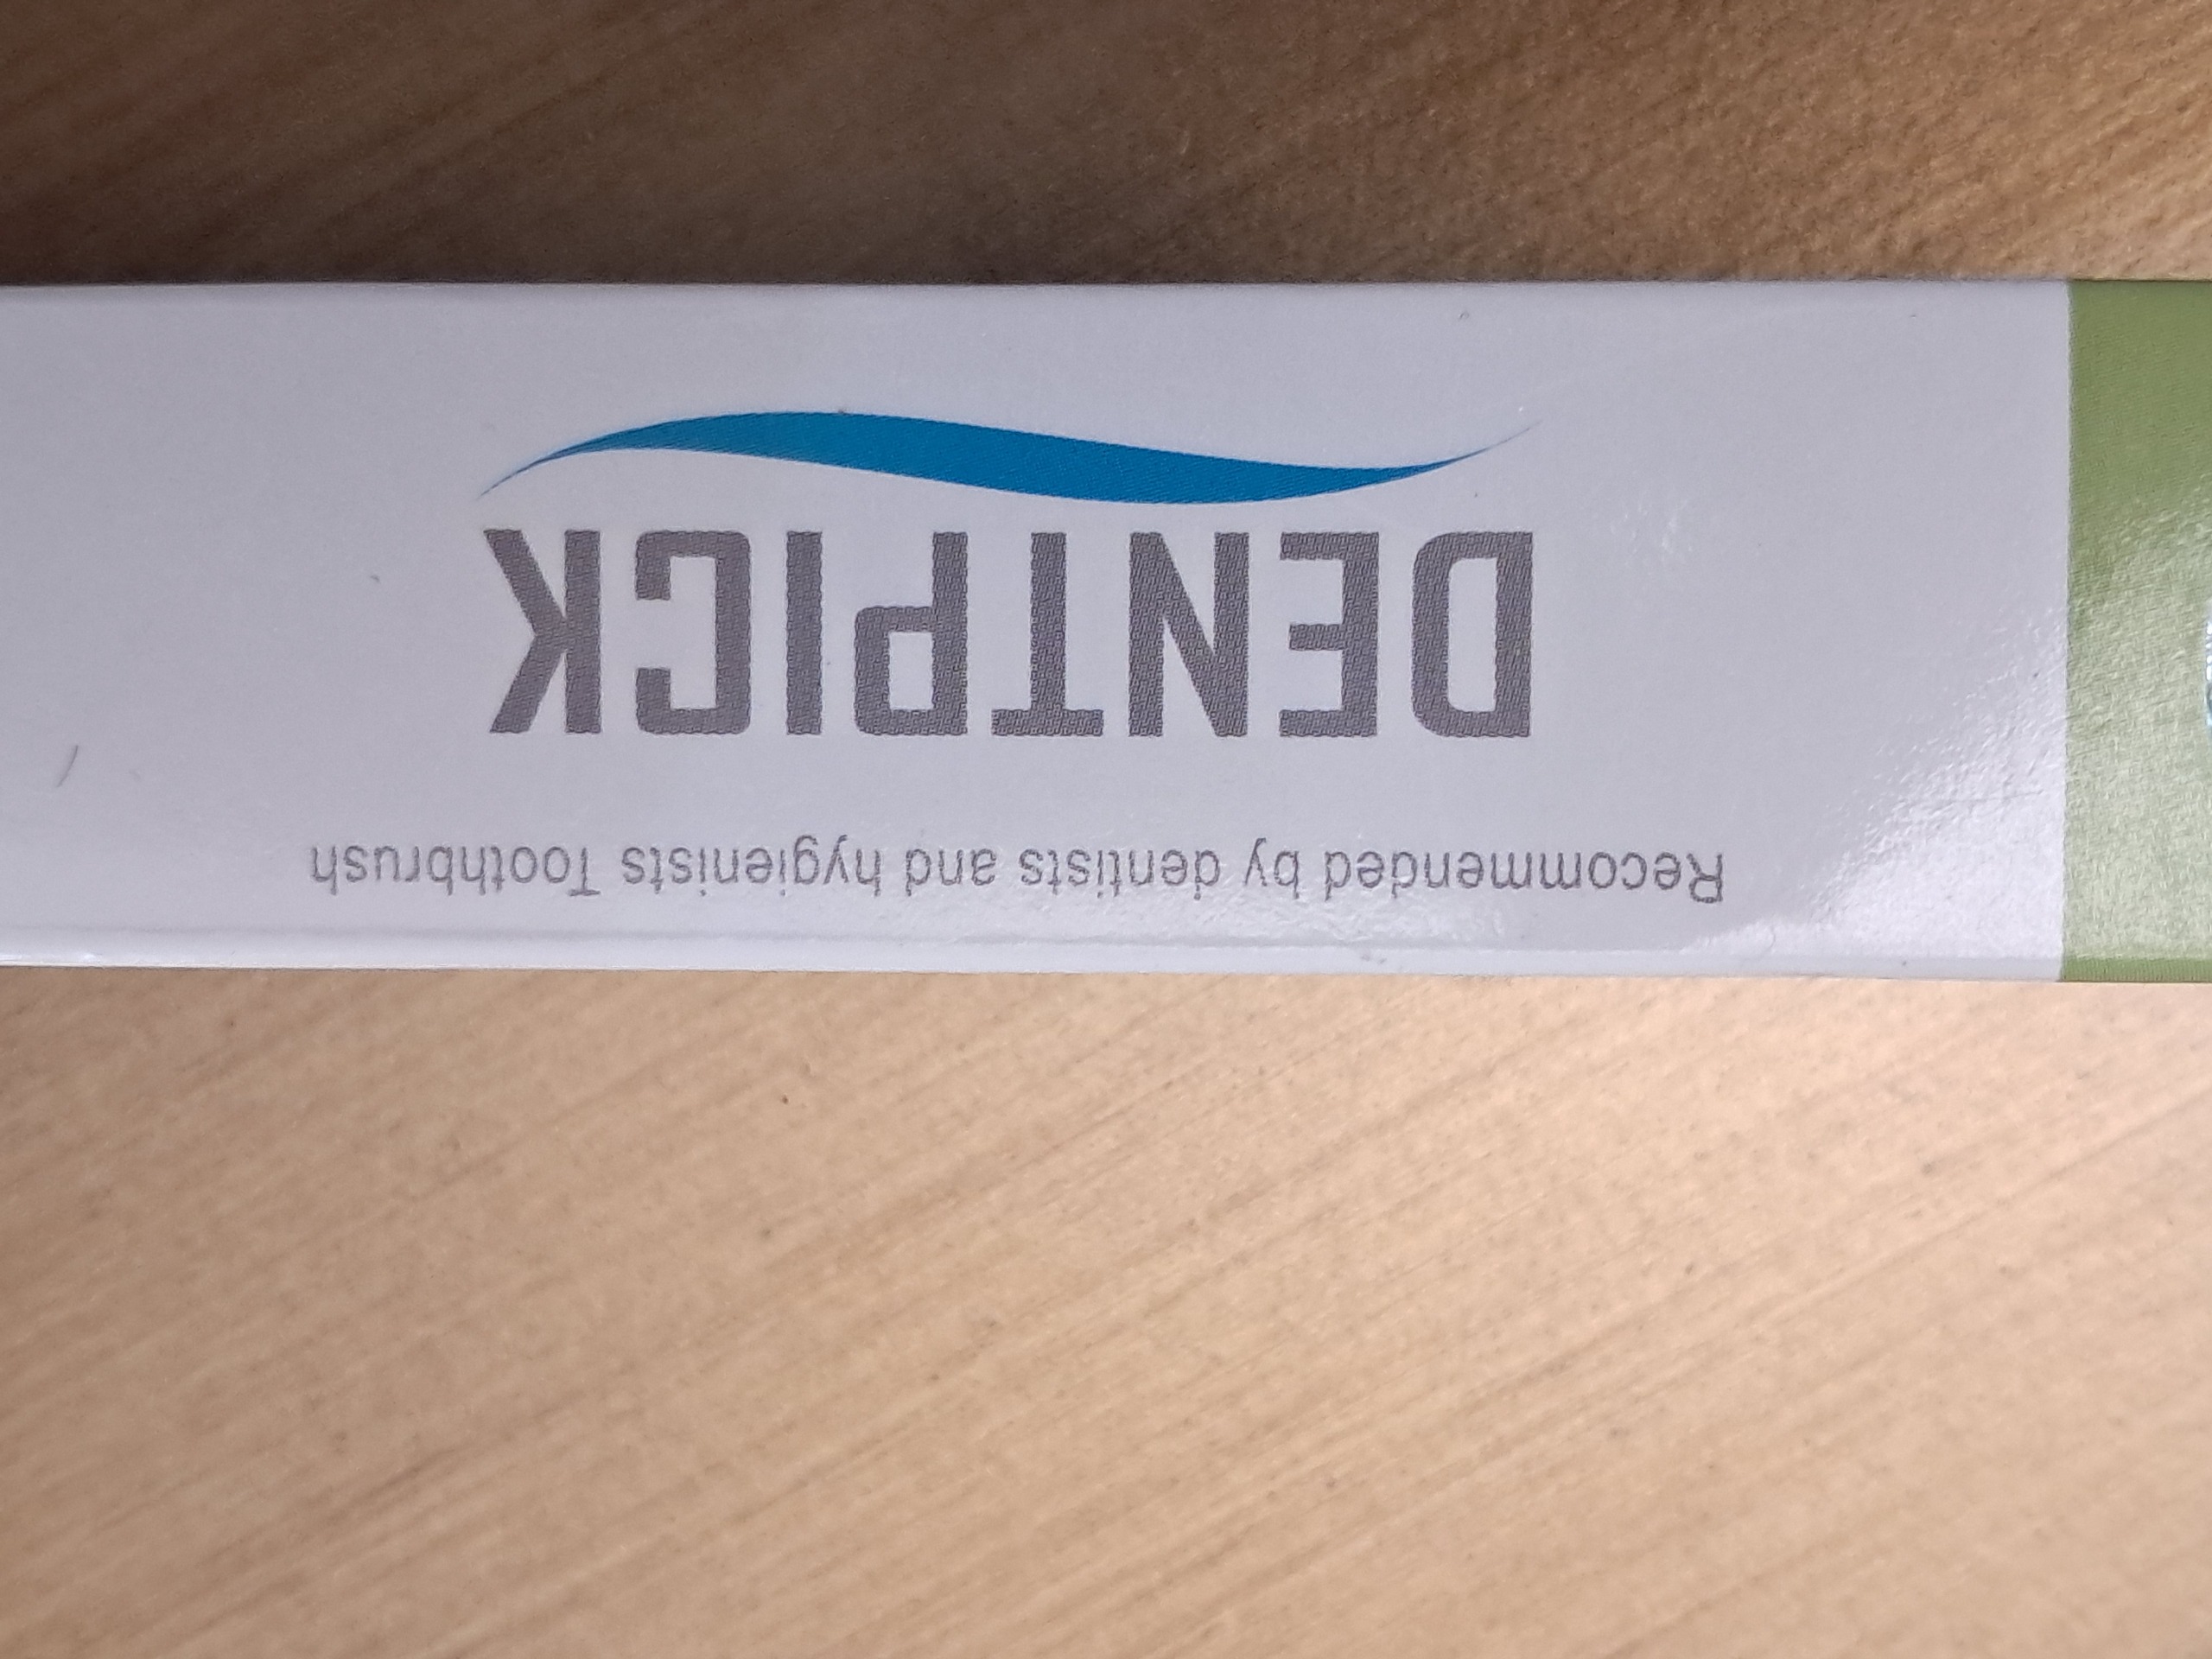 Recommended by dentists and hygienists Toothbrush
DENTPICK